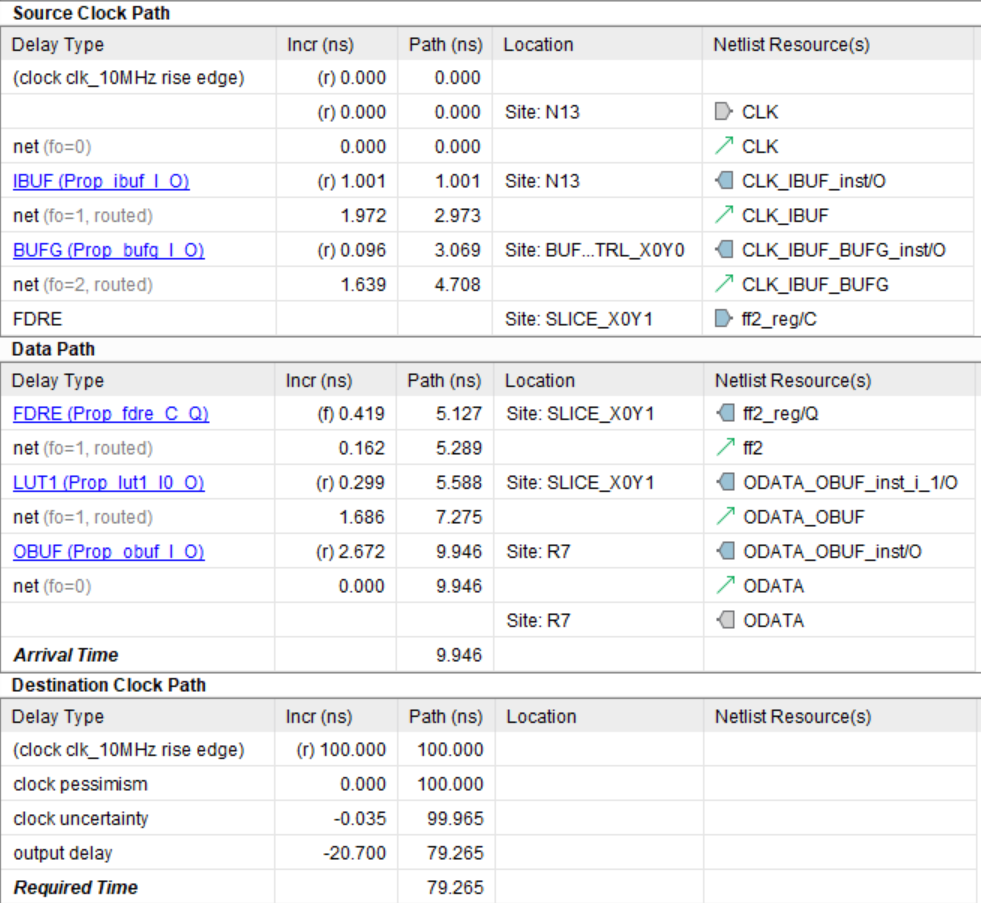 Source Clock Path
Delay Type Incr (ns) Path (ns) Location Netlist Resource(s)
(clock clk_10MHz rise edge) (r) 0.000 0.000
(r) 0.000 0.000 Site: N13 CLK
net (fo=0) 0.000 0.000 CLK
IBUF (Prop_ibuf_I_O) (r) 1.001 1.001 Site: N13 CLK_IBUF_inst/O
net (fo=1, routed) 1.972 2.973 CLK_IBUF
BUFG (Prop_bufg_I_O) (r) 0.096 3.069 Site: BUF...TRL_X0Y0 CLK_IBUF_BUFG_inst/O
net (fo=2, routed) 1.639 4.708 CLK_IBUF_BUFG
FDRE Site: SLICE_X0Y1 ff2_reg/C
Data Path
Delay Type Incr (ns) Path (ns) Location Netlist Resource(s)
FDRE (Prop_fdre_C_Q) (f) 0.419 5.127 Site: SLICE_X0Y1 ff2_reg/Q
net (fo=1, routed) 0.162 5.289 ff2
LUT1 (Prop_lut1_I0_O) (r) 0.299 5.588 Site: SLICE_X0Y1 ODATA_OBUF_inst_i_1/O
net (fo=1, routed) 1.686 7.275 ODATA_OBUF
OBUF (Prop_obuf_I_O) (r) 2.672 9.946 Site: R7 ODATA_OBUF_inst/O
net (fo=0) 0.000 9.946 ODATA
Site: R7 ODATA
Arrival Time 9.946
Destination Clock Path
Delay Type Incr (ns) Path (ns) Location Netlist Resource(s)
(clock clk_10MHz rise edge) (r) 100.000 100.000
clock pessimism 0.000 100.000
clock uncertainty -0.035 99.965
output delay -20.700 79.265
Required Time 79.265